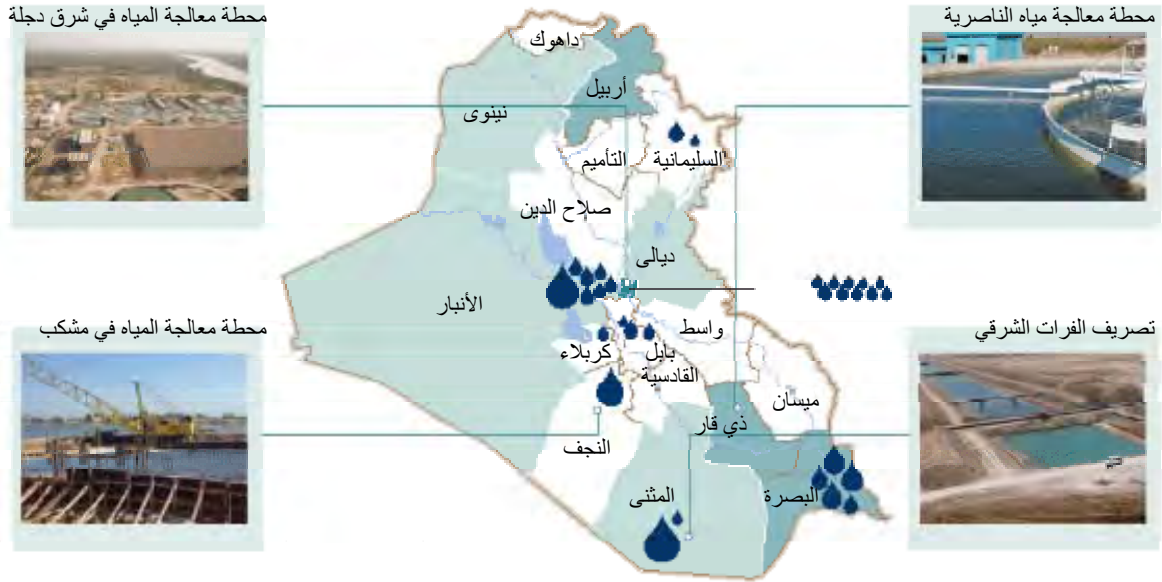 محطة معالجة المياه في شرق دجلة
محطة معالجة مياه الناصرية
داهوك
أربيل
نينوى
السليمانية
التأميم
صلاح الدين
ديالى
الأنبار
محطة معالجة المياه في مشكب
تصريف الفرات الشرقي
واسط
بابل
كربلاء
القادسية
ميسان
ذي قار
النجف
المثنى
البصرة